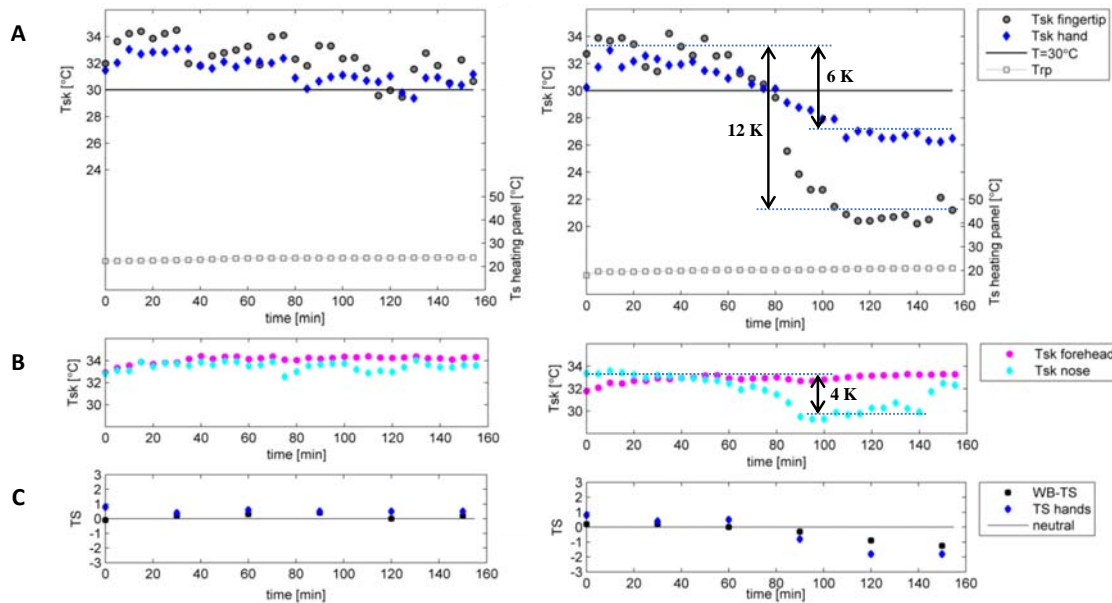 A
Tsk [°C]
36
34
32
30
28
26
24
50
40
30
20
Ts heating panel [°C]
0 20 40 60 80 100 120 140 160
time [min]
Tsk [°C]
36
34
32
30
28
26
24
22
20
12 K
6 K
50
40
30
20
Ts heating panel [°C]
0 20 40 60 80 100 120 140 160
time [min]
Tsk fingertip
Tsk hand
T=30°C
Trp
B
Tsk [°C]
36
34
32
30
0 20 40 60 80 100 120 140 160
time [min]
Tsk [°C]
36
34
32
30
4 K
0 20 40 60 80 100 120 140 160
time [min]
Tsk forehead
Tsk nose
C
TS
3
2
1
0
-1
-2
-3
0 20 40 60 80 100 120 140 160
time [min]
TS
3
2
1
0
-1
-2
-3
0 20 40 60 80 100 120 140 160
time [min]
WB-TS
TS hands
neutral